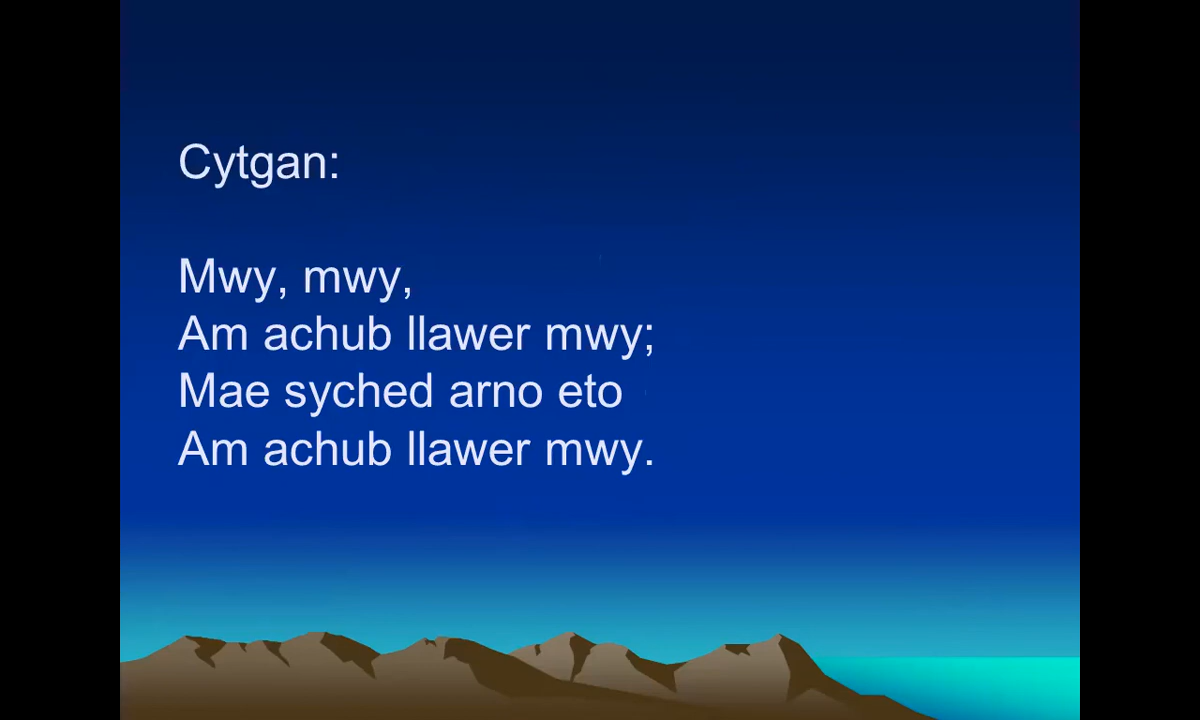 Cytgan:
Mwy, mwy,
Am achub llawer mwy;
Mae syched arno eto
Am achub llawer mwy.